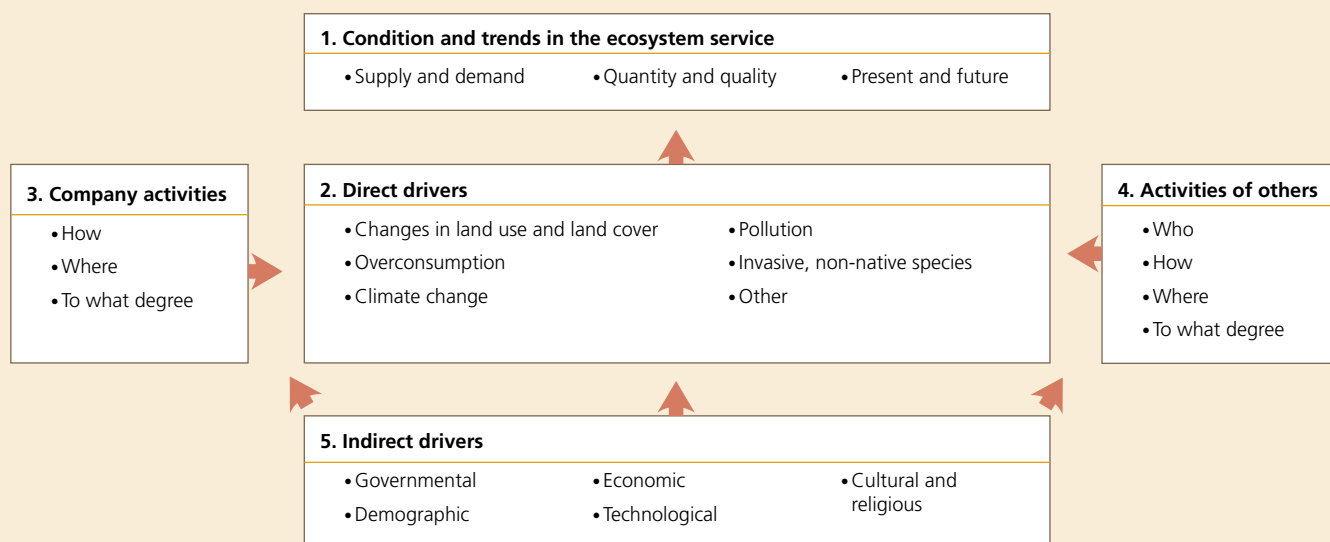 1. Condition and trends in the ecosystem service
• Supply and demand
• Quantity and quality
• Present and future
3. Company activities
• How
• Where
• To what degree
2. Direct drivers
• Changes in land use and land cover
• Overconsumption
• Climate change
• Pollution
• Invasive, non-native species
• Other
4. Activities of others
• Who
• How
• Where
• To what degree
5. Indirect drivers
• Governmental
• Demographic
• Economic
• Technological
• Cultural and
religious